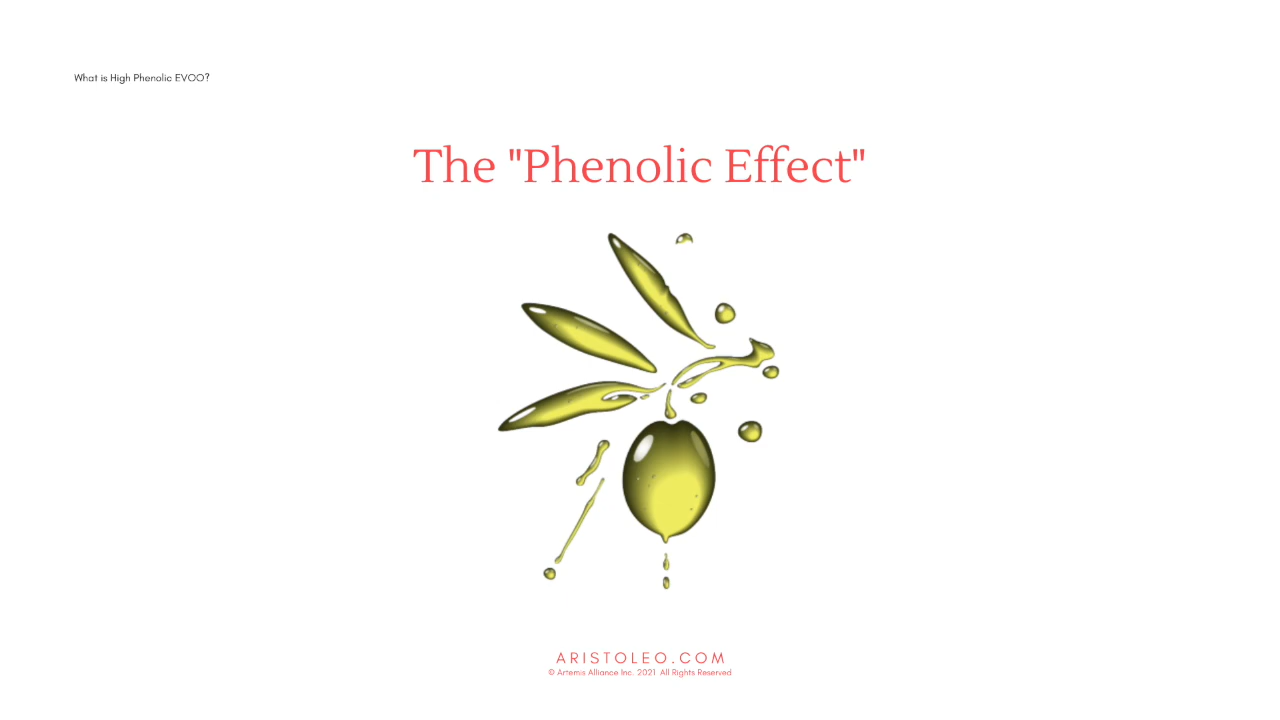 What is High Phenolic EVOO?
The "Phenolic Effect"
ARISTOLEO.COM
© Artemis Alliance Inc. 2021 All Rights Reserved